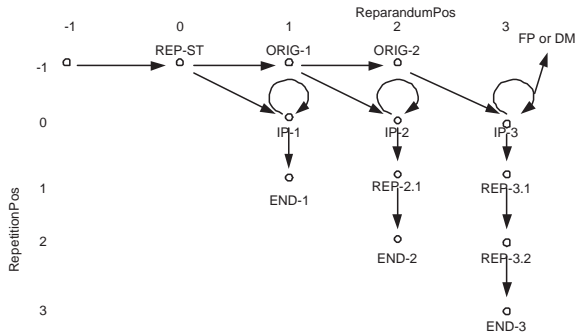 ReparandumPos
-1 0 1 2 3
FP or DM
REP-ST ORIG-1 ORIG-2
-1
0
IP-1 IP-2 IP-3
1
REP-2.1 REP-3.1
END-1
RepetitionPos
2
END-2 REP-3.2
3
END-3